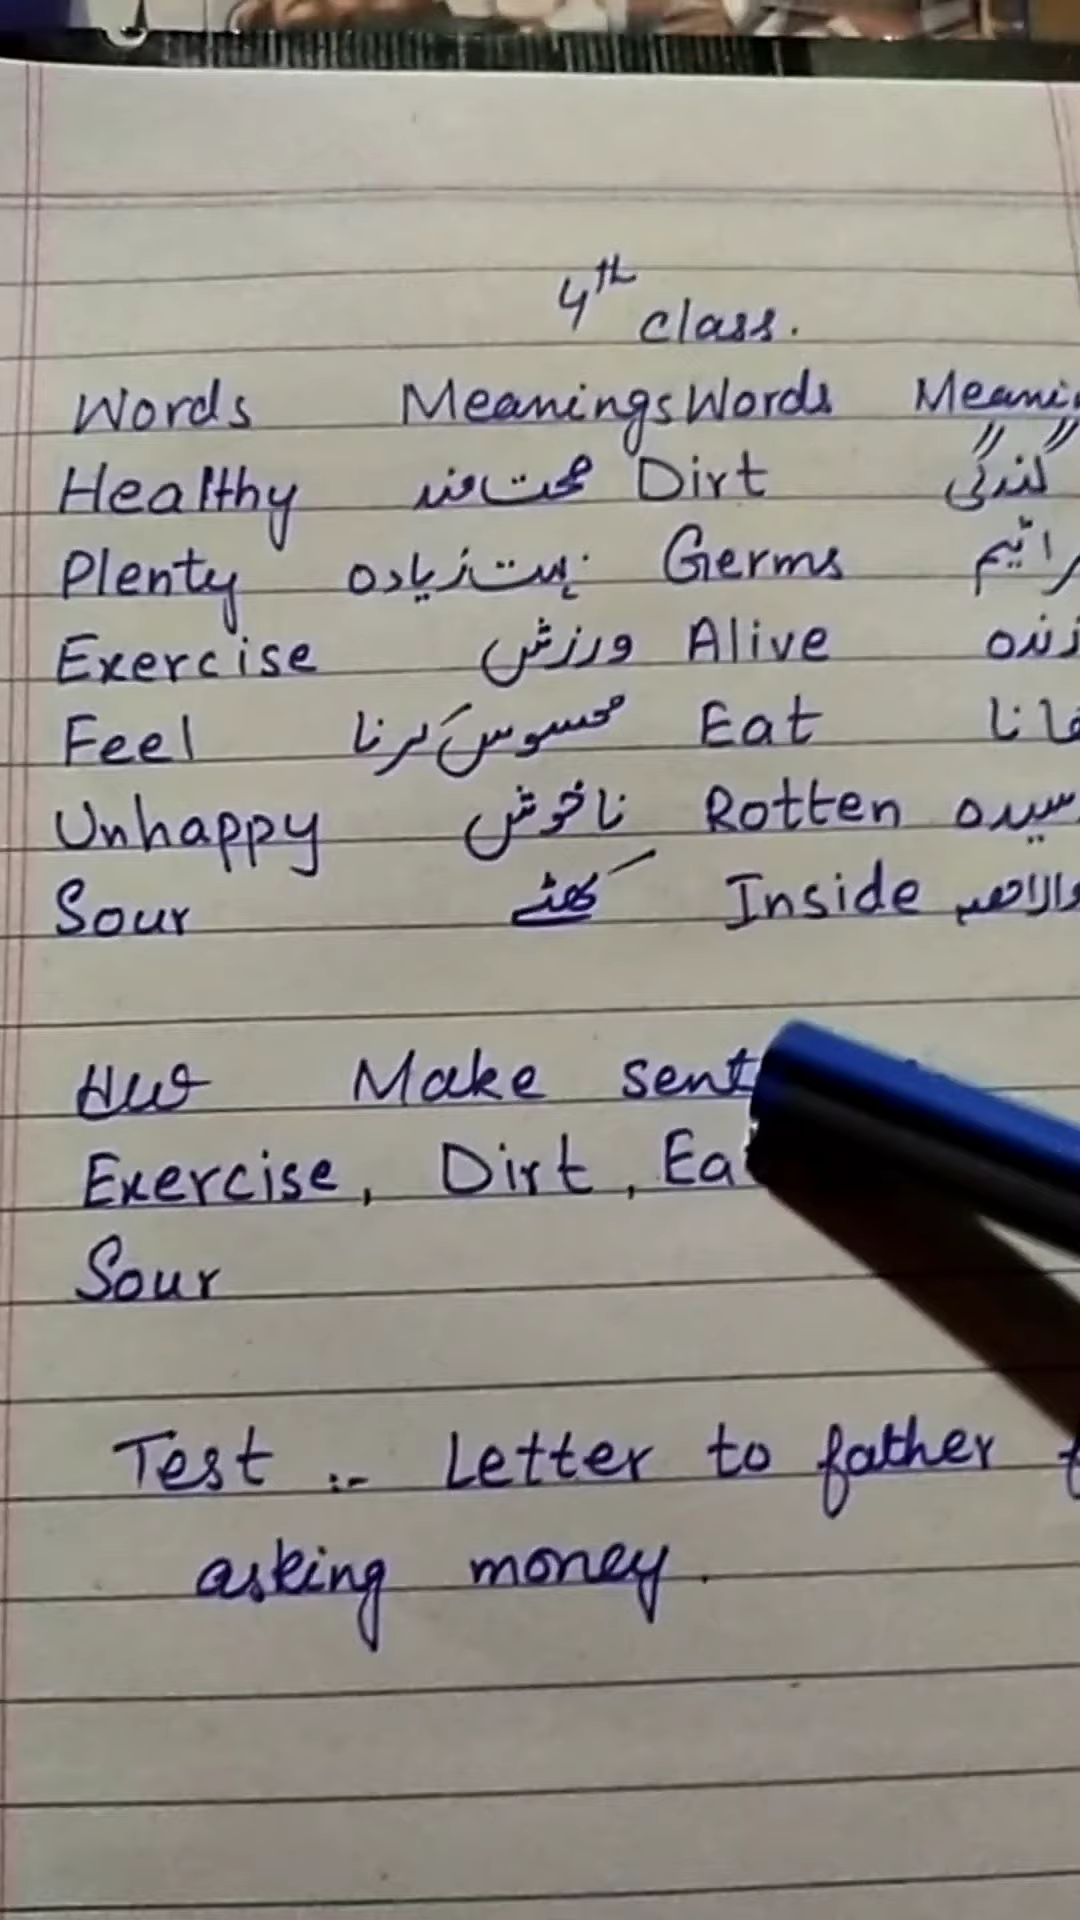 4th class.
Words Meanings Words
Healthy صحت مند Dirt گندگی
Plenty بہت زیادہ Germs
Exercise ورزش Alive زندہ
Feel محسوس کرنا Eat
Unhappy ناخوش Rotten
Sour کھٹے Inside
H.W Make
Exercise, Dirt,
Sour
Test :- Letter to father
asking money.